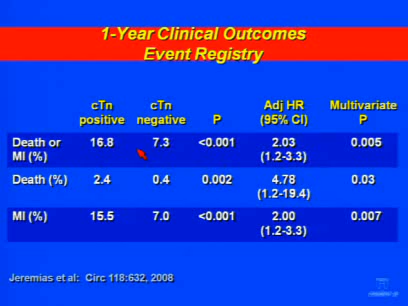 1-Year Clinical Outcomes
Event Registry
cTn positive cTn negative P Adj HR (95% CI) Multivariate P
Death or MI (%) 16.8 7.3 <0.001 2.03 (1.2-3.3) 0.005
Death (%) 2.4 0.4 0.002 4.78 (1.2-19.4) 0.03
MI (%) 15.5 7.0 <0.001 2.00 (1.2-3.3) 0.007
Jeremias et al: Circ 118:632, 2008